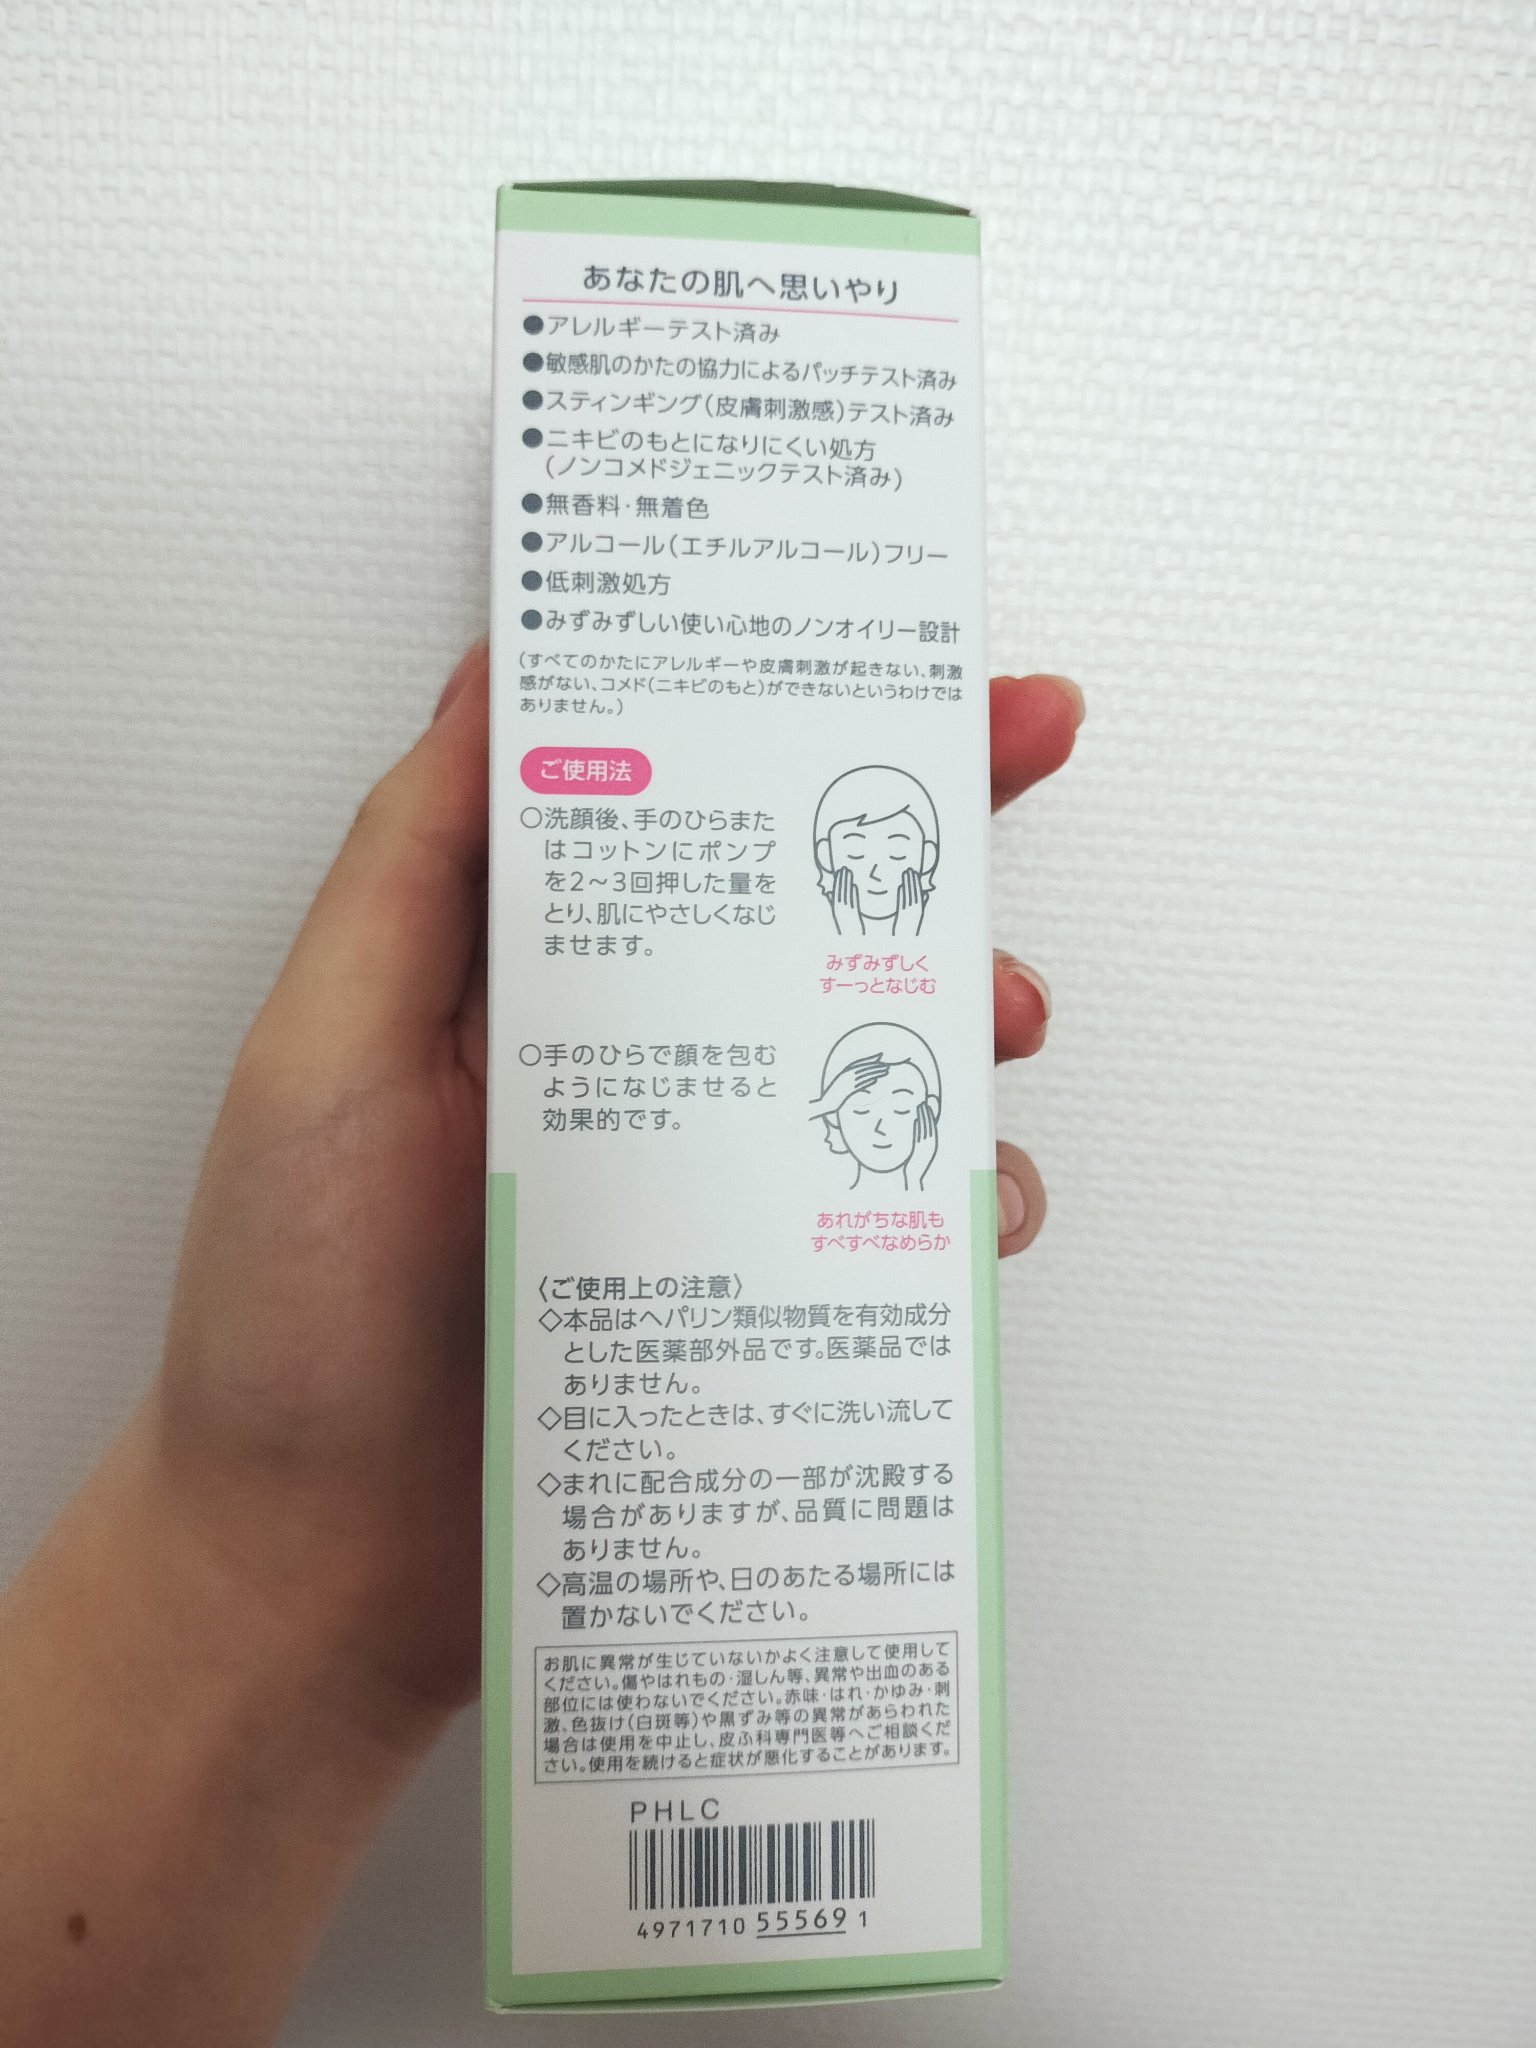 あなたの肌へ思いやり
●アレルギーテスト済み
●敏感肌のかたの協力によるパッチテスト済み
●スティンギング(皮膚刺激感)テスト済み
●ニキビのもとになりにくい処方
(ノンコメドジェニックテスト済み)
●無香料・無着色
●アルコール(エチルアルコール)フリー
●低刺激処方
●みずみずしい使い心地のノンオイリー設計
(すべてのかたにアレルギーや皮膚刺激が起きない、刺激
感がない、コメド(ニキビのもと)ができないというわけでは
ありません。)
ご使用法
○洗顔後、手のひらまた
はコットンにポンプ
を2~3回押した量を
とり、肌にやさしくなじ
ませます。
みずみずしく
すーっとなじむ
○手のひらで顔を包む
ようになじませると
効果的です。
あれがちな肌も
すべすべなめらか
〈ご使用上の注意〉
◇本品はヘパリン類似物質を有効成分
とした医薬部外品です。医薬品では
ありません。
◇目に入ったときは、すぐに洗い流して
ください。
◇まれに配合成分の一部が沈殿する
場合がありますが、品質に問題は
ありません。
◇高温の場所や、日のあたる場所には
置かないでください。
お肌に異常が生じていないかよく注意して使用して
ください。傷やはれもの・湿しん等、異常や出血のある
部位には使わないでください。赤味・はれ・かゆみ・刺
激、色抜け(白斑等)や黒ずみ等の異常があらわれた
場合は使用を中止し、皮ふ科専門医等へご相談くだ
さい。使用を続けると症状が悪化することがあります。
PHLC
4971710 55569 1